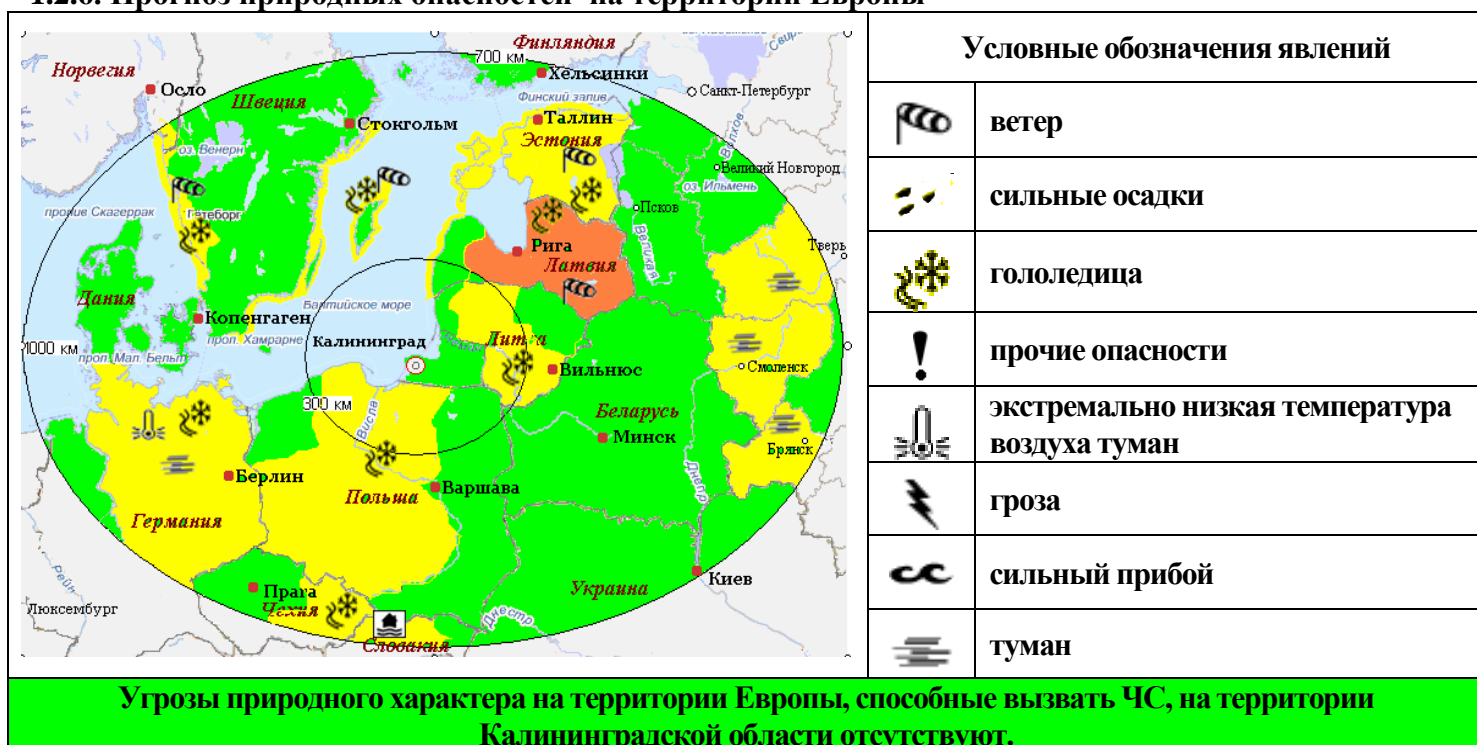 1.2.6. Прогноз природных опасностей на территории Европы
Финляндия
700 км
Норвегия
Хельсинки
Осло
Санкт-Петербург
Швеция
Финский залив
Таллин
Стокгольм
Эстония
Волхов
оз. Венерн
Великий Новгород
оз. Ильмень
пролив Скагеррак
Гётеборг
Псков
Великая
Рига
Тверь
Латвия
Дания
Балтийское море
Копенгаген
Литва
1000 км
прол. Мал. Бельт
прол. Хамрарне
Калининград
Вильнюс
Смоленск
300 км
Висла
Беларусь
Минск
Брянск
Берлин
Варшава
Польша
Днепр
Германия
Рейн
Прага
Украина
Киев
Люксембург
Чехия
Днестр
Словакия
Условные обозначения явлений
ветер
сильные осадки
гололедица
прочие опасности
экстремально низкая температура
воздуха туман
гроза
сильный прибой
туман
Угрозы природного характера на территории Европы, способные вызвать ЧС, на территории
Калининградской области отсутствуют.